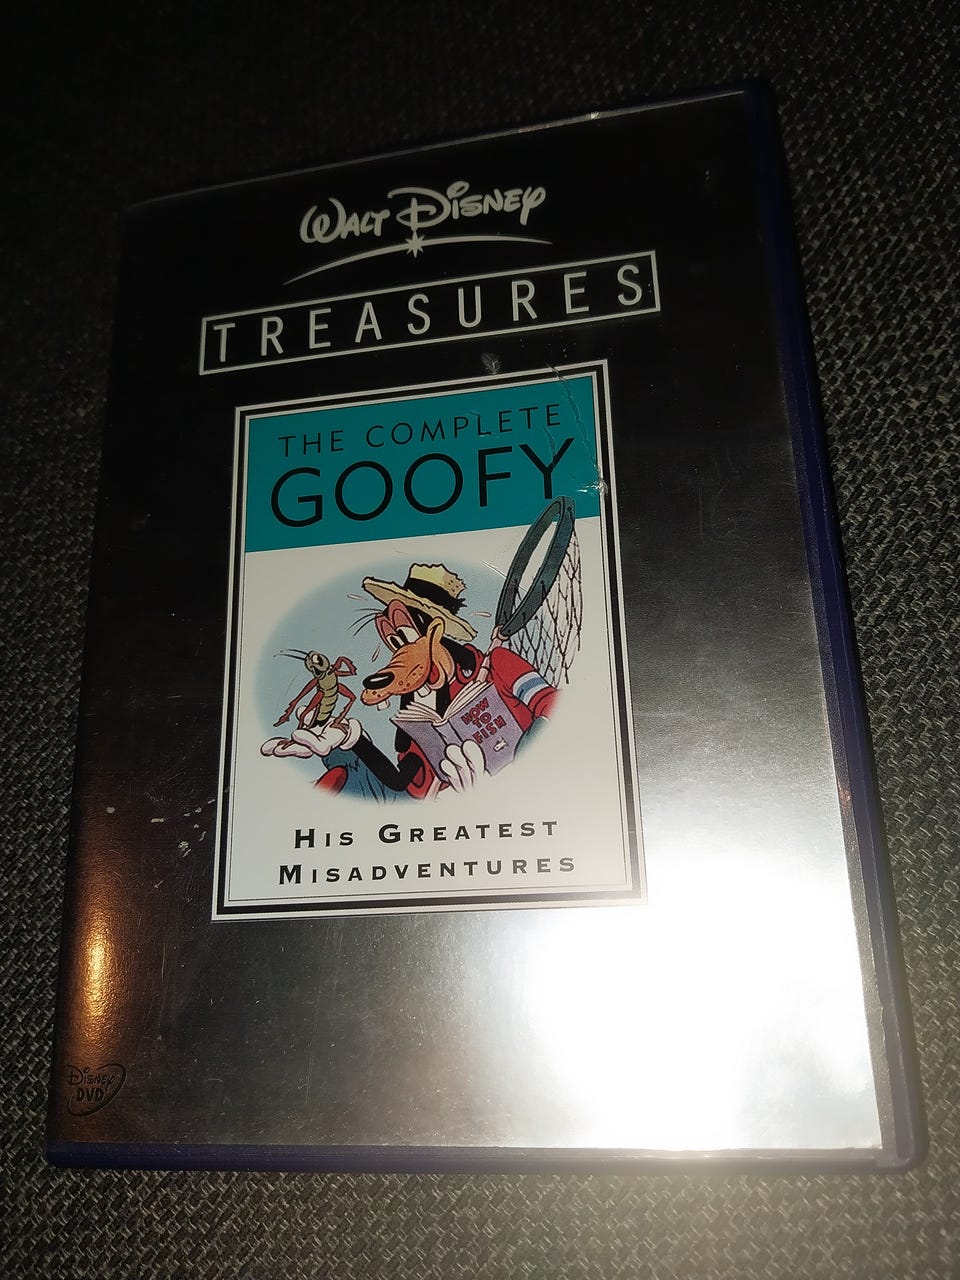 Walt Disney
TREASURES
THE COMPLETE
GOOFY
HOW
TO
FISH
HIS GREATEST
MISADVENTURES
Disney
DVD